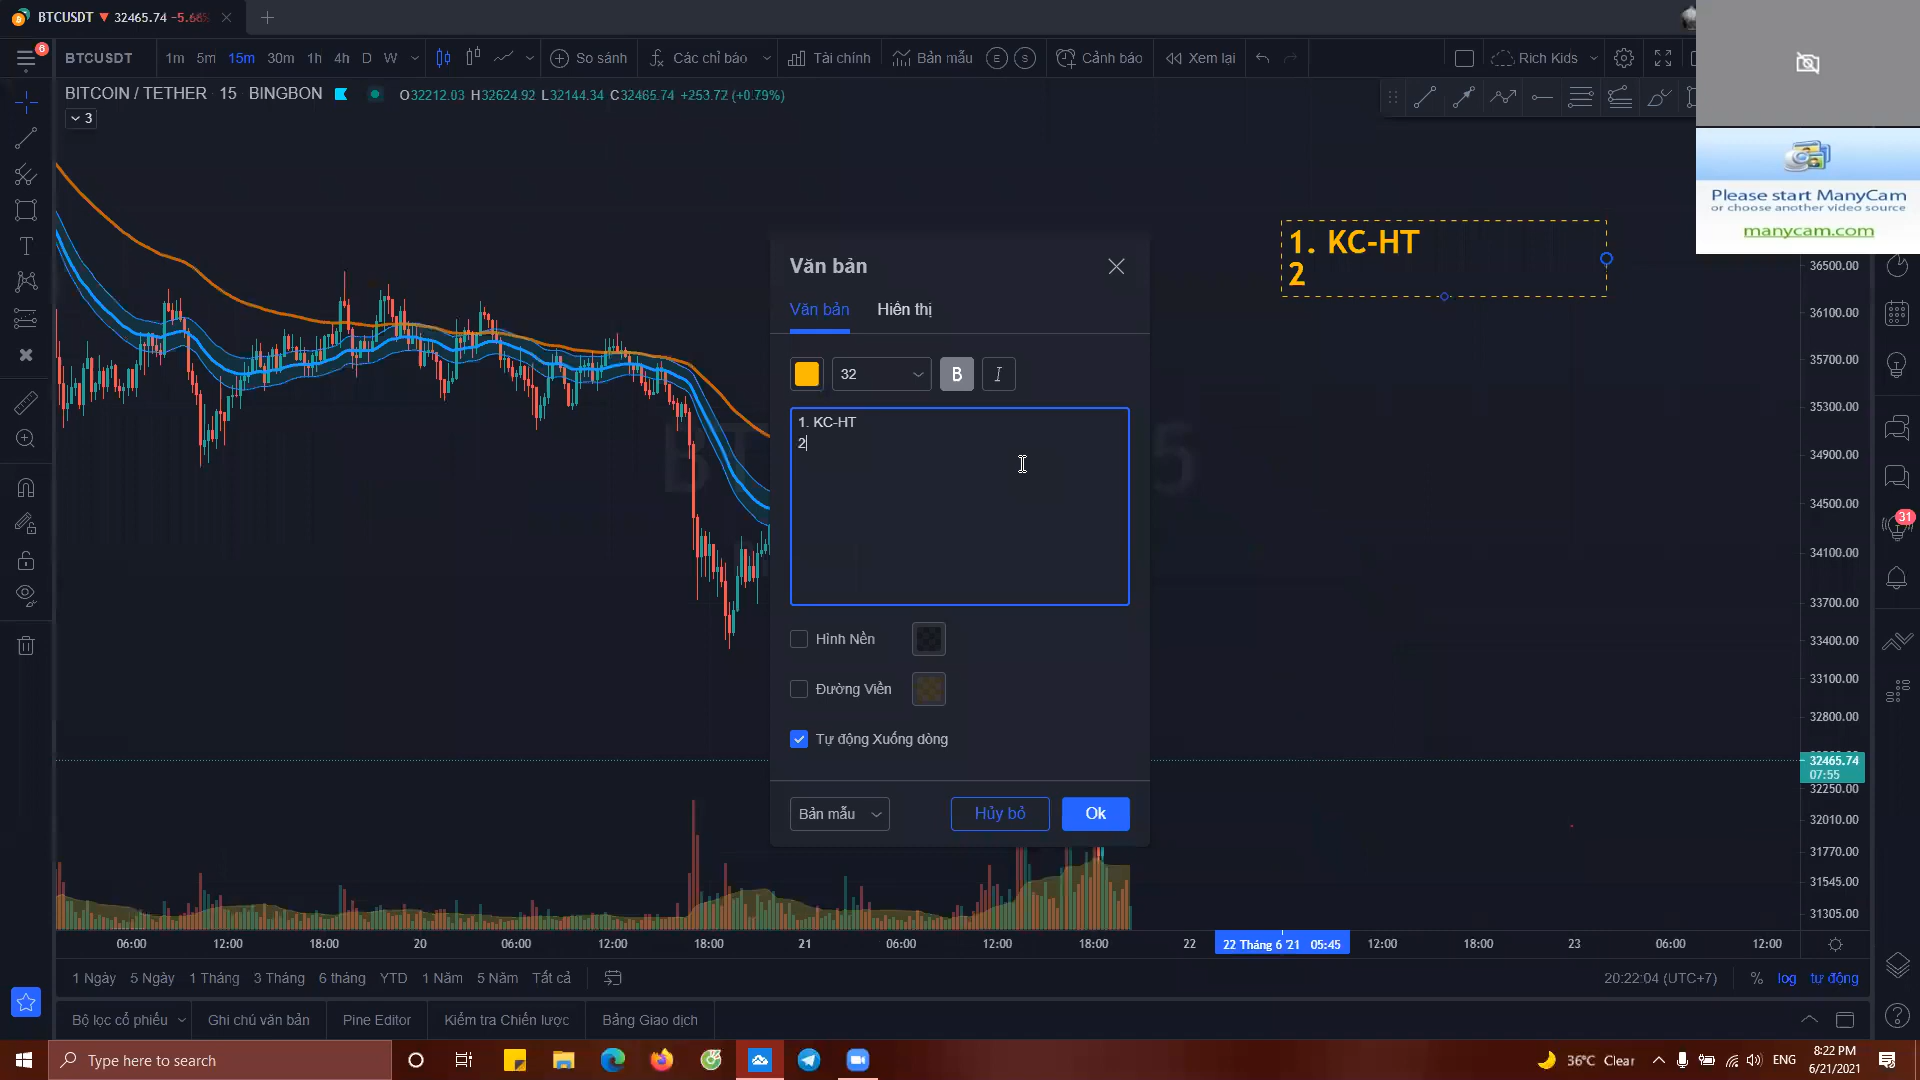 BTCUSDT ▼ 32465.74 −5.68%
6
BTCUSDT 1m 5m 15m 30m 1h 4h D W So sánh Các chỉ báo Tài chính Bản mẫu E S Cảnh báo Xem lại Rich Kids
BITCOIN / TETHER 15 BINGBON O32212.03 H32624.92 L32144.34 C32465.74 +253.72 (+0.79%)
3
Please start ManyCam
or choose another video source
manycam.com
1. KC-HT
2
Văn bản
Văn bản Hiển thị
32 B I
1. KC-HT
2
Hình Nền
Đường Viền
Tự động Xuống dòng
Bản mẫu Hủy bỏ Ok
36500.00
36100.00
35700.00
35300.00
34900.00
34500.00
34100.00
33700.00
33400.00
33100.00
32800.00
32465.74
07:55
32250.00
32010.00
31770.00
31545.00
31305.00
31
06:00 12:00 18:00 20 06:00 12:00 18:00 21 06:00 12:00 18:00 22 22 Tháng 6 '21 05:45 12:00 18:00 23 06:00 12:00
1 Ngày 5 Ngày 1 Tháng 3 Tháng 6 tháng YTD 1 Năm 5 Năm Tất cả 20:22:04 (UTC+7) % log tự động
Bộ lọc cổ phiếu Ghi chú văn bản Pine Editor Kiểm tra Chiến lược Bảng Giao dịch
Type here to search 36°C Clear ENG 8:22 PM
6/21/2021